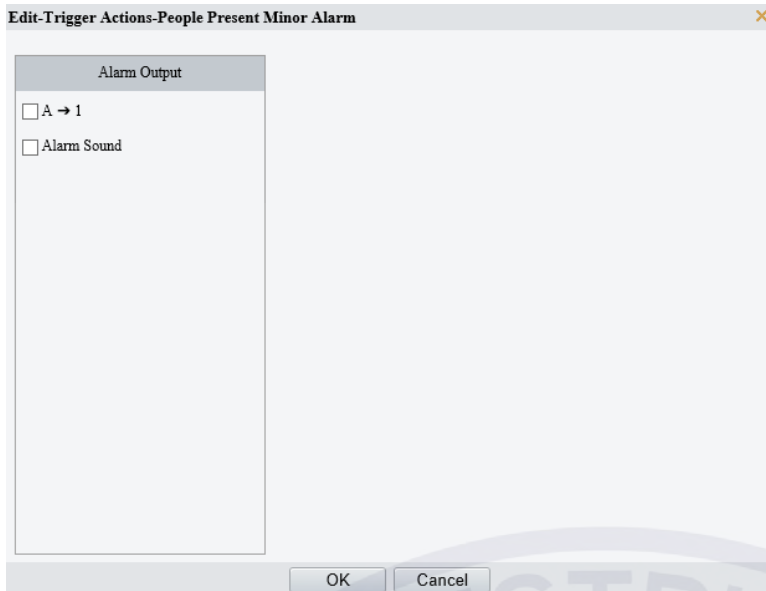 Edit-Trigger Actions-People Present Minor Alarm
Alarm Output
A ➔ 1
Alarm Sound
OK
Cancel